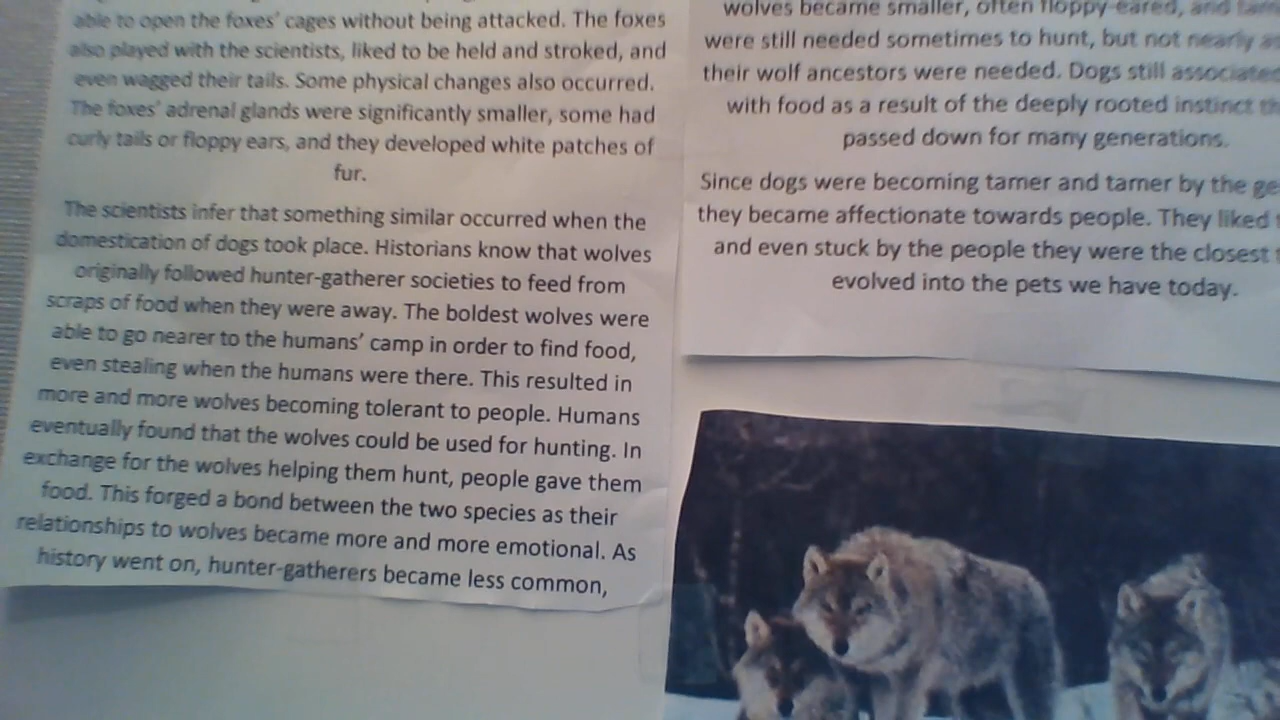 able to open the foxes' cages without being attacked. The foxes
also played with the scientists, liked to be held and stroked, and
even wagged their tails. Some physical changes also occurred.
The foxes' adrenal glands were significantly smaller, some had
curly tails or floppy ears, and they developed white patches of
fur.
The scientists infer that something similar occurred when the
domestication of dogs took place. Historians know that wolves
originally followed hunter-gatherer societies to feed from
scraps of food when they were away. The boldest wolves were
able to go nearer to the humans' camp in order to find food,
even stealing when the humans were there. This resulted in
more and more wolves becoming tolerant to people. Humans
eventually found that the wolves could be used for hunting. In
exchange for the wolves helping them hunt, people gave them
food. This forged a bond between the two species as their
relationships to wolves became more and more emotional. As
history went on, hunter-gatherers became less common,
wolves became smaller, often floppy-eared, and
were still needed sometimes to hunt, but not nearly
their wolf ancestors were needed. Dogs still associated
with food as a result of the deeply rooted instinct
passed down for many generations.
Since dogs were becoming tamer and tamer by the
they became affectionate towards people. They liked
and even stuck by the people they were the closest
evolved into the pets we have today.